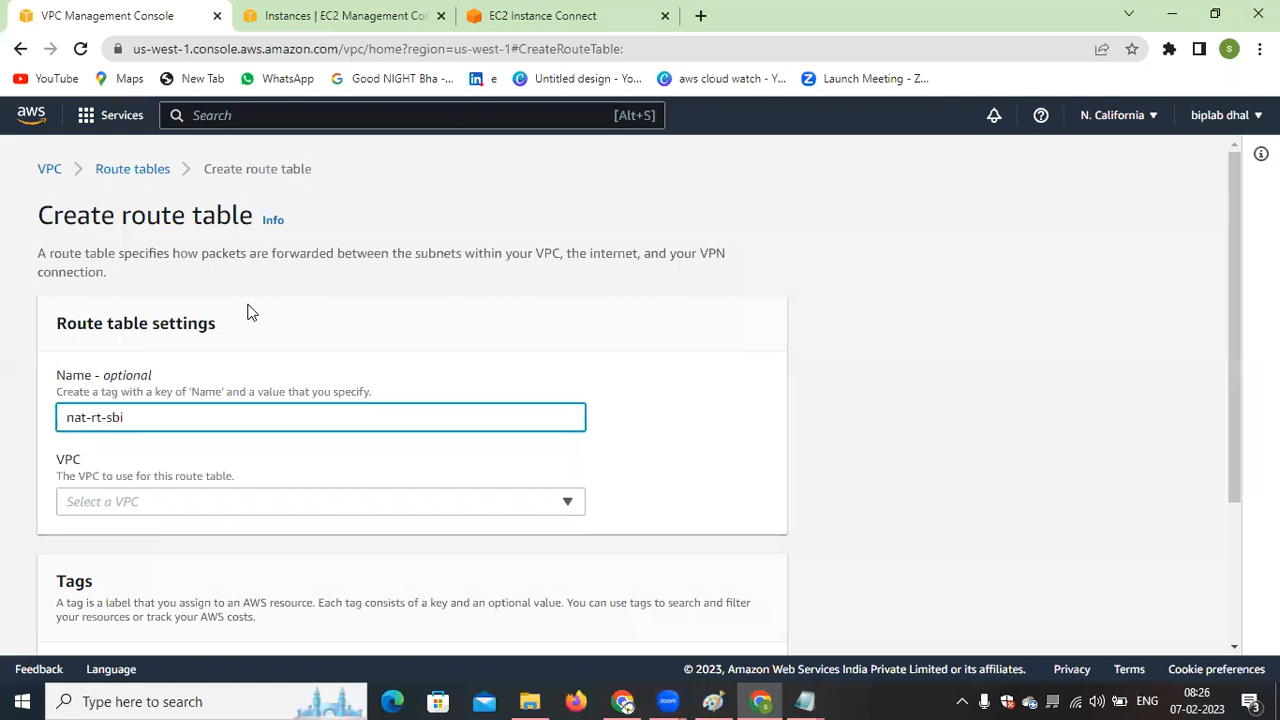 VPC Management Console
Instances | EC2 Management Con
EC2 Instance Connect
us-west-1.console.aws.amazon.com/vpc/home?region=us-west-1#CreateRouteTable:
S
YouTube
Maps
New Tab
WhatsApp
Good NIGHT Bha -...
e
Untitled design - Yo...
aws cloud watch - Y...
Launch Meeting - Z...
aws
Services
Search
[Alt+S]
N. California
biplab dhal
VPC
Route tables
Create route table
Create route table Info
A route table specifies how packets are forwarded between the subnets within your VPC, the internet, and your VPN
connection.
Route table settings
Name - optional
Create a tag with a key of 'Name' and a value that you specify.
nat-rt-sbi
VPC
The VPC to use for this route table.
Select a VPC
Tags
A tag is a label that you assign to an AWS resource. Each tag consists of a key and an optional value. You can use tags to search and filter
your resources or track your AWS costs.
Feedback
Language
© 2023, Amazon Web Services India Private Limited or its affiliates.
Privacy
Terms
Cookie preferences
Type here to search
zoom
ENG
08:26
07-02-2023
3